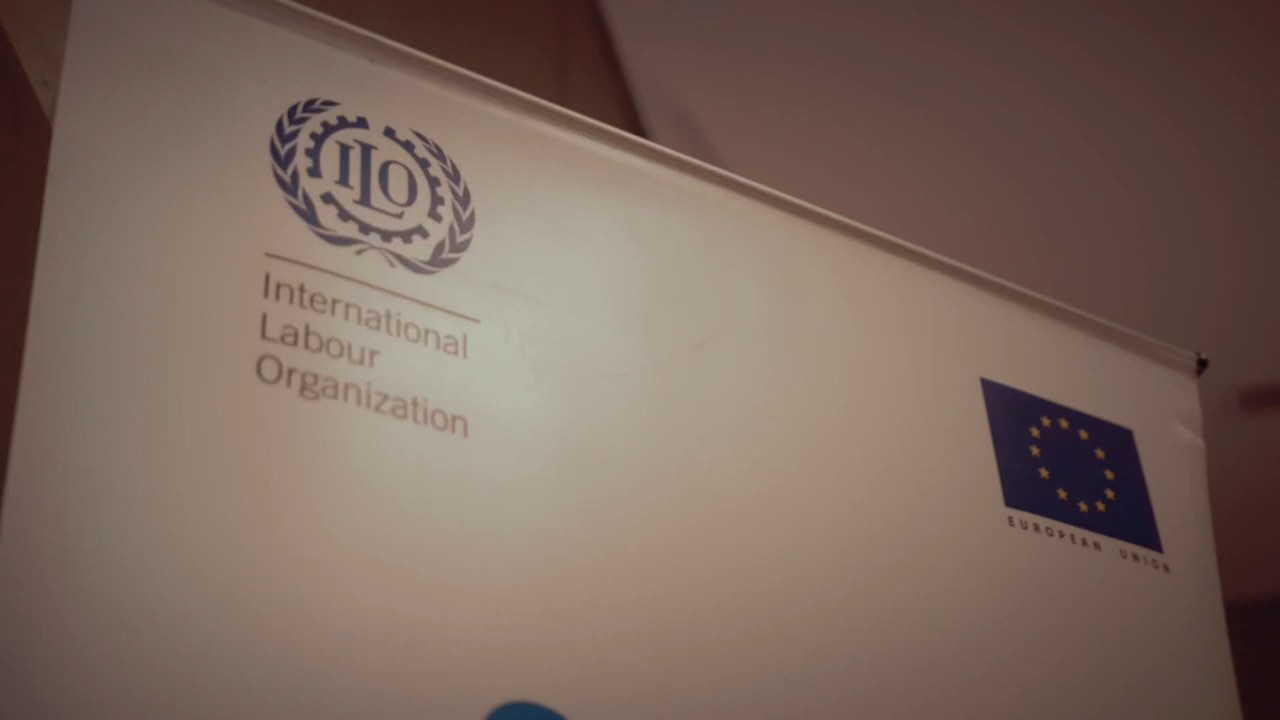 ILO
International
Labour
Organization
EUROPEAN UNION